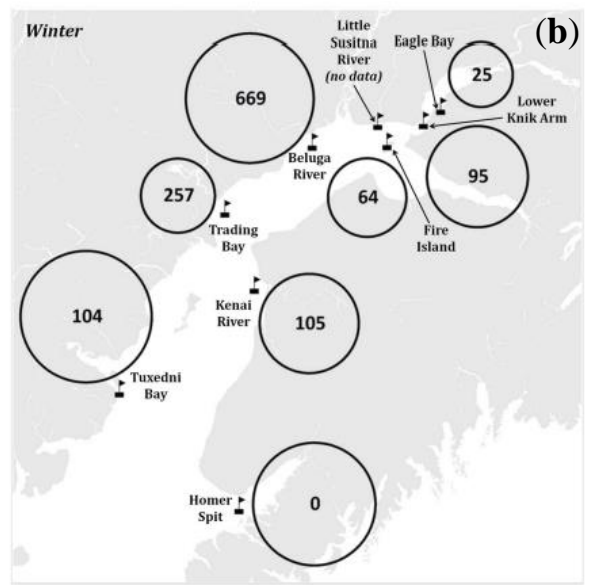 Winter
(b)
Little
Susitna
River
(no data)
Eagle Bay
25
Lower
Knik Arm
669
Beluga
River
257
Trading
Bay
64
95
Fire
Island
104
Kenai
River
105
Tuxedni
Bay
Homer
Spit
0